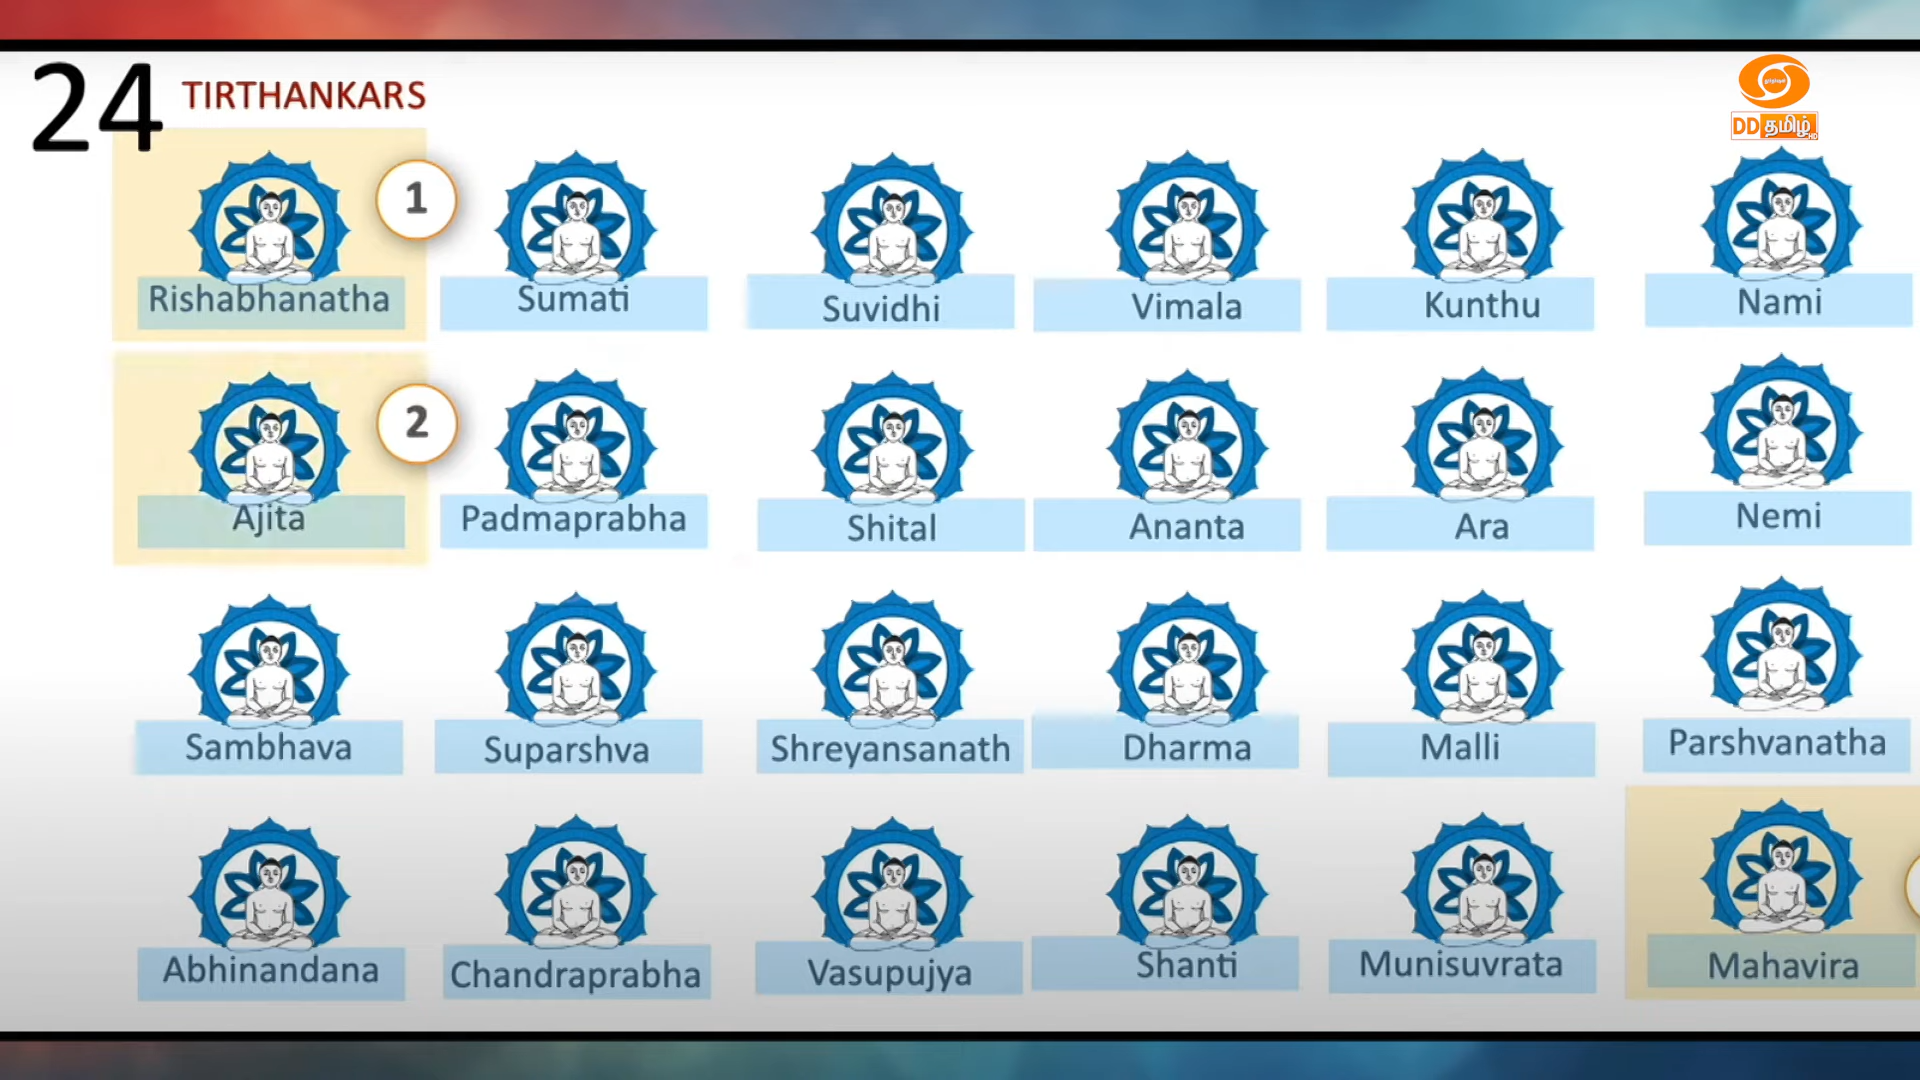 24 TIRTHANKARS
DD தமிழ் HD
1
Rishabhanatha
Sumati
Suvidhi
Vimala
Kunthu
Nami
2
Ajita
Padmaprabha
Shital
Ananta
Ara
Nemi
Sambhava
Suparshva
Shreyansanath
Dharma
Malli
Parshvanatha
Abhinandana
Chandraprabha
Vasupujya
Shanti
Munisuvrata
Mahavira